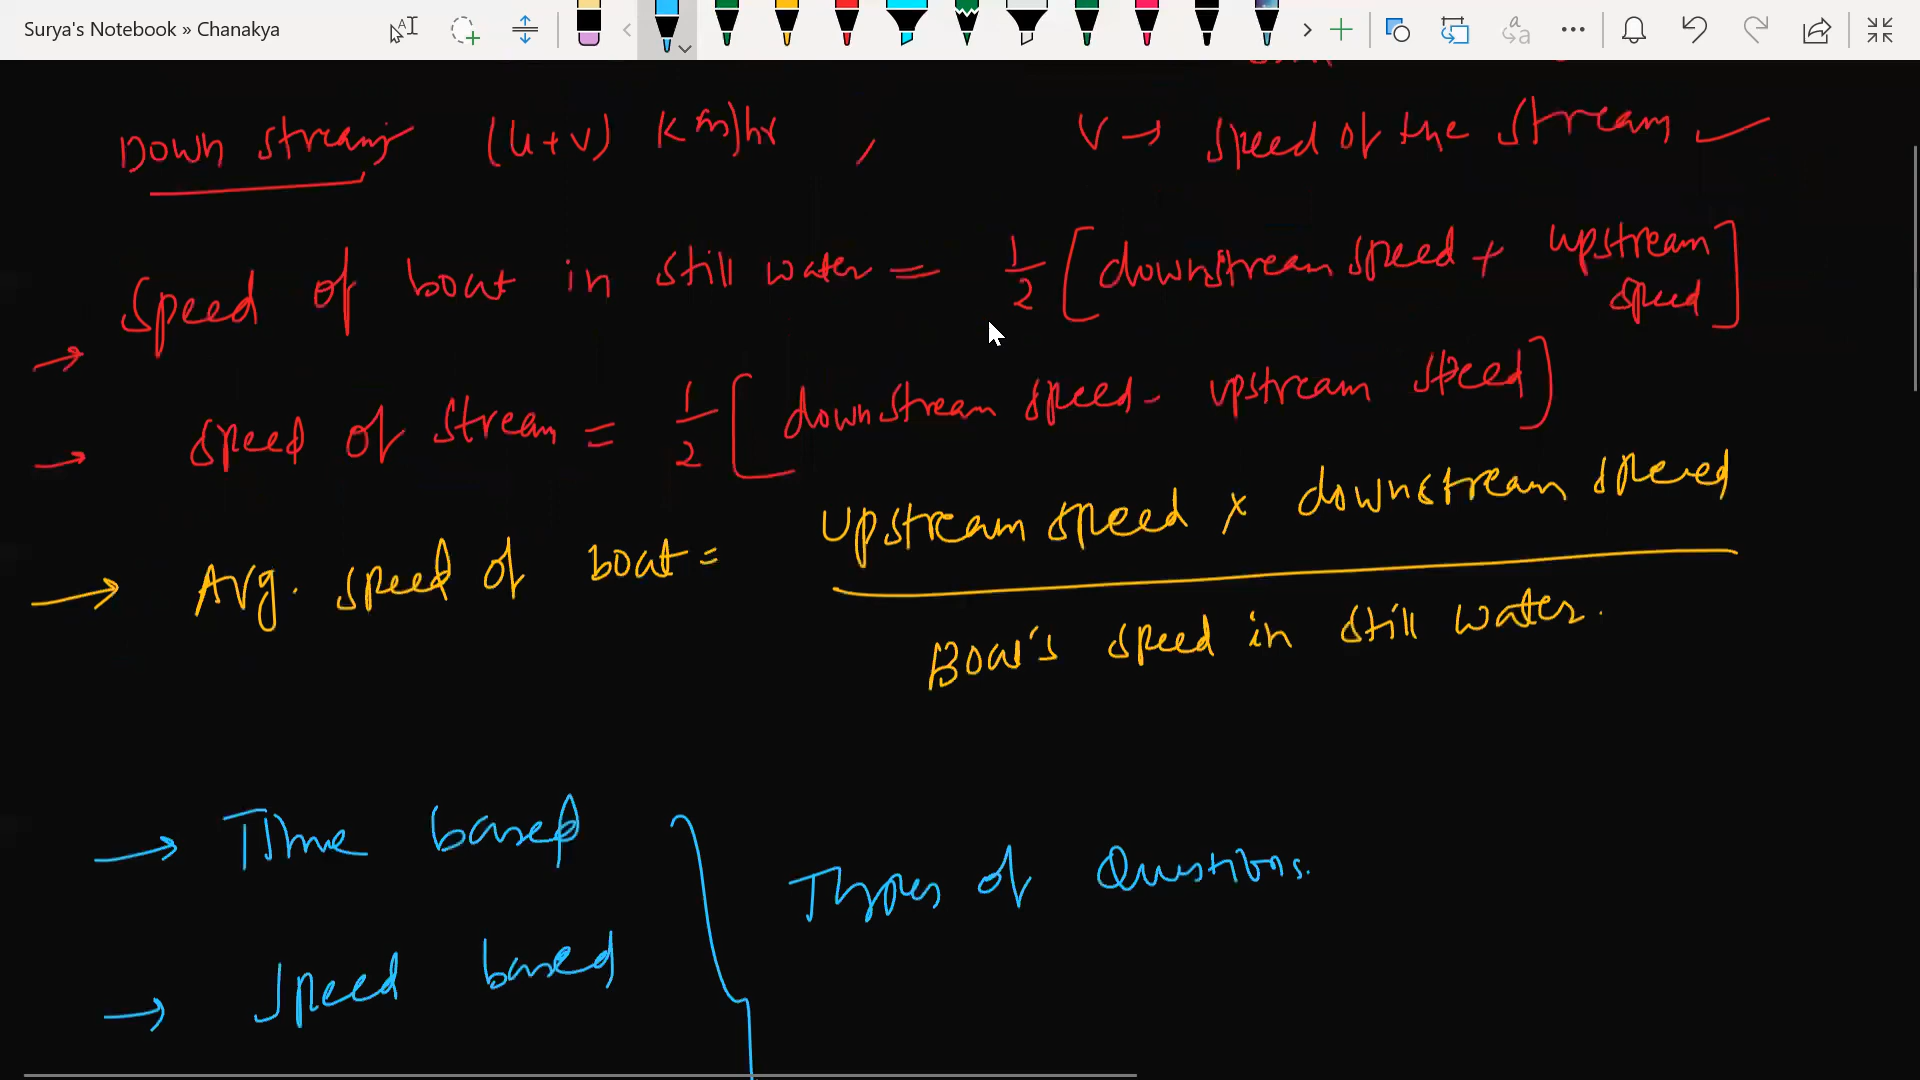 Surya's Notebook » Chanakya
Down stream (u+v) Km/hr , v → speed of the stream
speed of boat in still water = 1/2 [downstream speed + upstream speed]
→ speed of stream = 1/2 [downstream speed - upstream speed]
→ Avg. speed of boat = upstream speed x downstream speed
Boat's speed in still water.
→ Time based
Types of Questions.
→ speed based